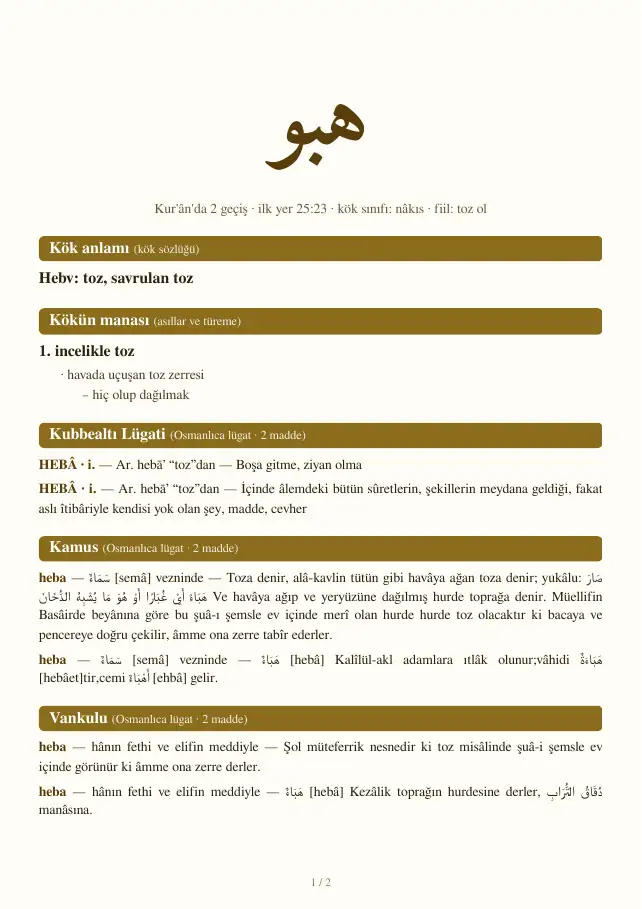 هبو
Kur'ân'da 2 geçiş · ilk yer 25:23 · kök sınıfı: nâkıs · fiil: toz ol
Kök anlamı (kök sözlüğü)
Hebv: toz, savrulan toz
Kökün manası (asıllar ve türeme)
1. incelikle toz
· havada uçuşan toz zerresi
– hiç olup dağılmak
Kubbealtı Lügati (Osmanlıca lügat · 2 madde)
HEBÂ · i. — Ar. hebā’ “toz”dan — Boşa gitme, ziyan olma
HEBÂ · i. — Ar. hebā’ “toz”dan — İçinde âlemdeki bütün sûretlerin, şekillerin meydana geldiği, fakat
aslı îtibâriyle kendisi yok olan şey, madde, cevher
Kamus (Osmanlıca lügat · 2 madde)
heba — سَمَاءٌ [semâ] vezninde — Toza denir, alâ-kavlin tütün gibi havâya ağan toza denir; yukâlu: صَارَ
هَبَاءً أَيْ غُبَارًا أَوْ هُوَ مَا يُشْبِهُ الدُّخَانَ Ve havâya ağıp ve yeryüzüne dağılmış hurde toprağa denir. Müellifin
Basâirde beyânına göre bu şuâ-ı şemsle ev içinde merî olan hurde hurde toz olacaktır ki bacaya ve
pencereye doğru çekilir, âmme ona zerre tabîr ederler.
heba — سَمَاءٌ [semâ] vezninde — هَبَاءٌ [hebâ] Kalîlül-akl adamlara ıtlâk olunur;vâhidi هَبَاءَةٌ
[hebâet]tir,cemi أَهْبَاءٌ [ehbâ] gelir.
Vankulu (Osmanlıca lügat · 2 madde)
heba — hânın fethi ve elifin meddiyle — Şol müteferrik nesnedir ki toz misâlinde şuâ-i şemsle ev
içinde görünür ki âmme ona zerre derler.
heba — hânın fethi ve elifin meddiyle — هَبَاءٌ [hebâ] Kezâlik toprağın hurdesine derler, دُقَاقُ التُّرَابِ
manâsına.
1 / 2